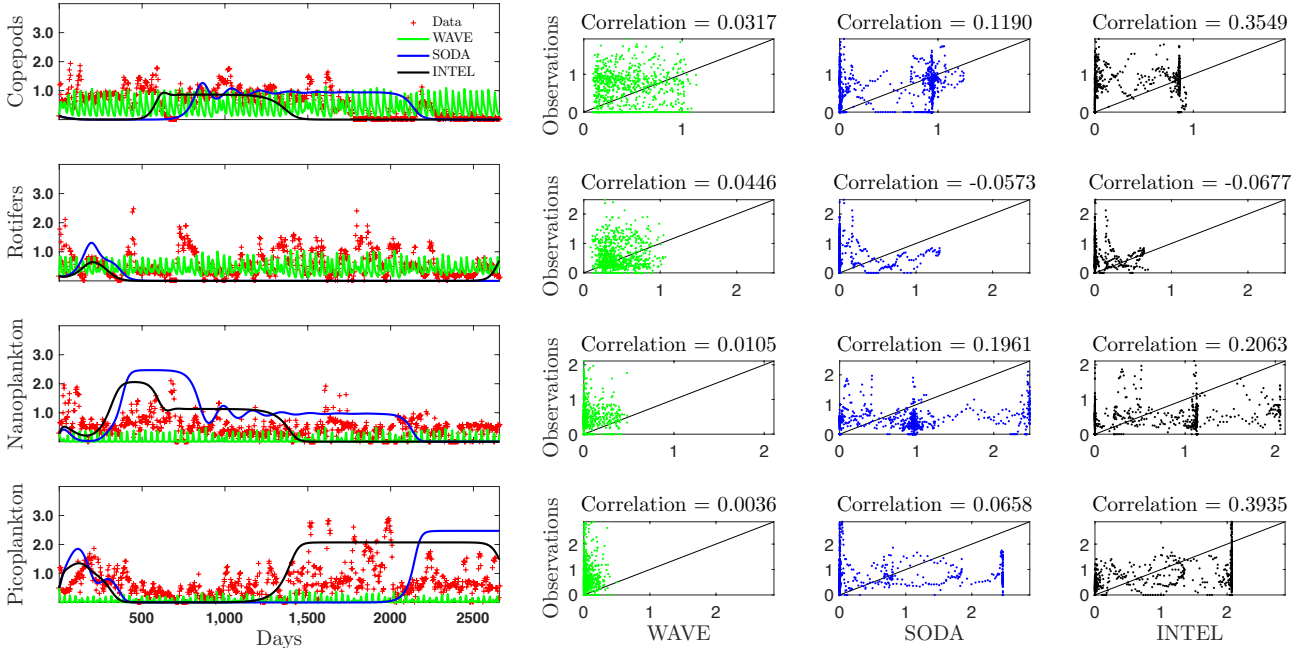 Correlation = 0.0317
Correlation = 0.1190
Correlation = 0.3549
Copepods
3.0
2.0
1.0
Data
WAVE
SODA
INTEL
Observations
1
0
0
1
1
0
0
1
1
0
0
1
Correlation = 0.0446
Correlation = -0.0573
Correlation = -0.0677
Rotifers
3.0
2.0
1.0
Observations
2
1
0
0
1
2
2
1
0
0
1
2
2
1
0
0
1
2
Correlation = 0.0105
Correlation = 0.1961
Correlation = 0.2063
Nanoplankton
3.0
2.0
1.0
Observations
2
1
0
0
1
2
2
1
0
0
1
2
2
1
0
0
1
2
Correlation = 0.0036
Correlation = 0.0658
Correlation = 0.3935
Picoplankton
3.0
2.0
1.0
500
1,000
1,500
2000
2500
Days
Observations
2
1
0
0
1
2
WAVE
2
1
0
0
1
2
SODA
2
1
0
0
1
2
INTEL